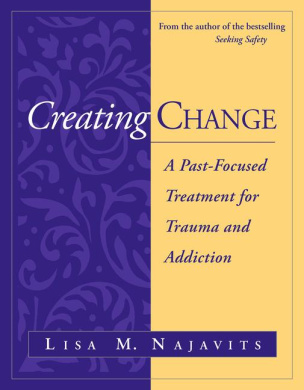 From the author of the bestselling
Seeking Safety
Creating CHANGE
A Past-Focused
Treatment for
Trauma and
Addiction
LISA M. NAJAVITS